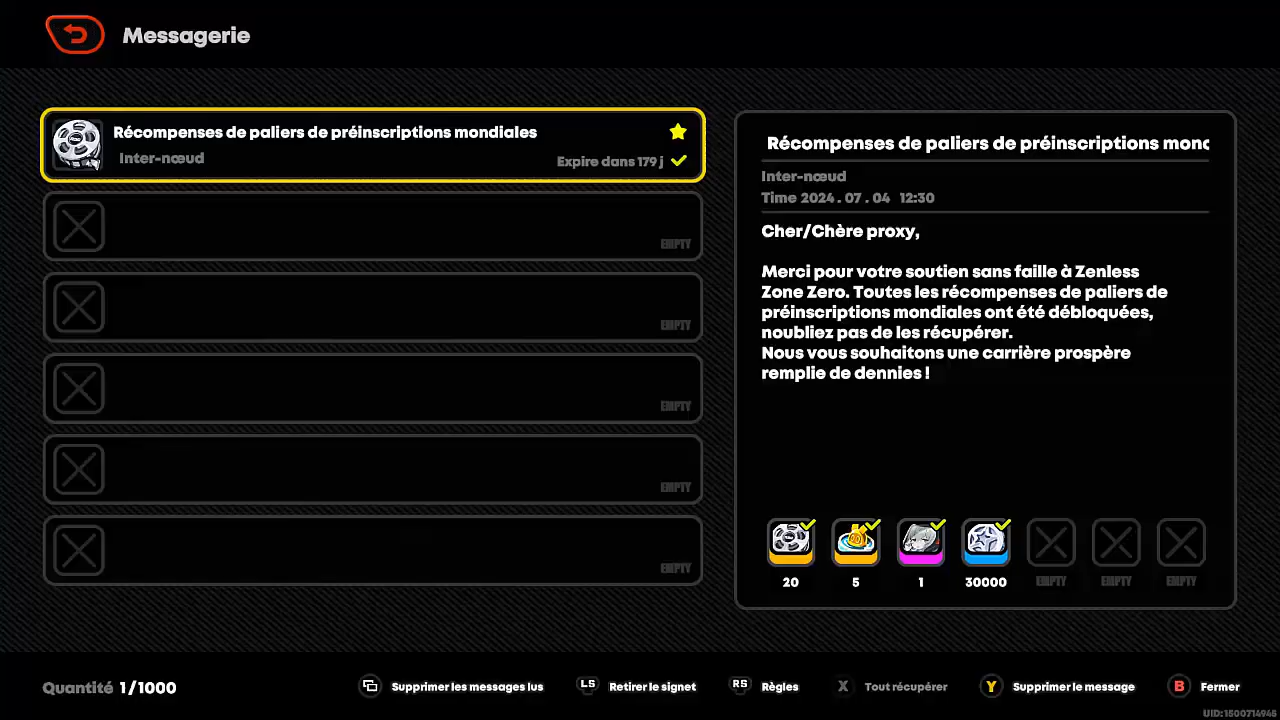 Messagerie
Récompenses de paliers de préinscriptions mondiales
Inter-nœud
Expire dans 179 j
EMPTY
EMPTY
EMPTY
EMPTY
EMPTY
Récompenses de paliers de préinscriptions mond
Inter-nœud
Time 2024 . 07 . 04 12:30
Cher/Chère proxy,
Merci pour votre soutien sans faille à Zenless
Zone Zero. Toutes les récompenses de paliers de
préinscriptions mondiales ont été débloquées,
noubliez pas de les récupérer.
Nous vous souhaitons une carrière prospère
remplie de dennies !
20 5 1 30000 EMPTY EMPTY EMPTY
Quantité 1/1000
Supprimer les messages lus
LS Retirer le signet
RS Règles
X Tout récupérer
Y Supprimer le message
B Fermer
UID:1500714945